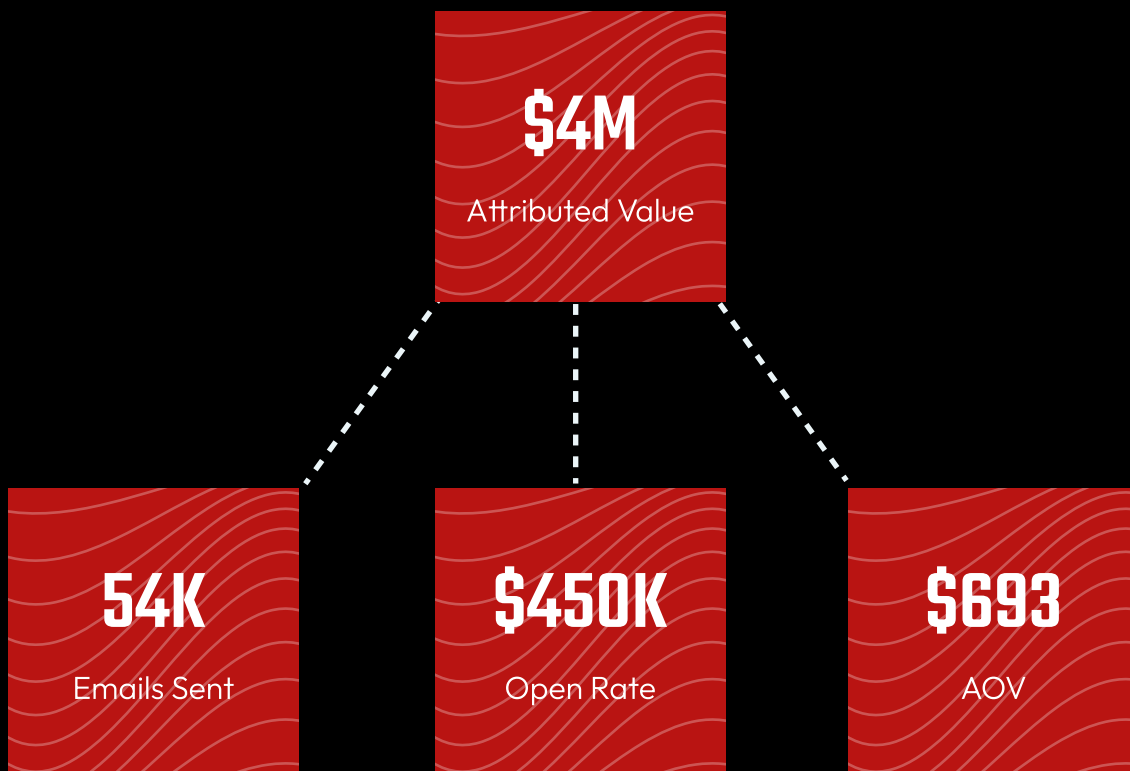 $4M
Attributed Value
54K
Emails Sent
$450K
Open Rate
$693
AOV